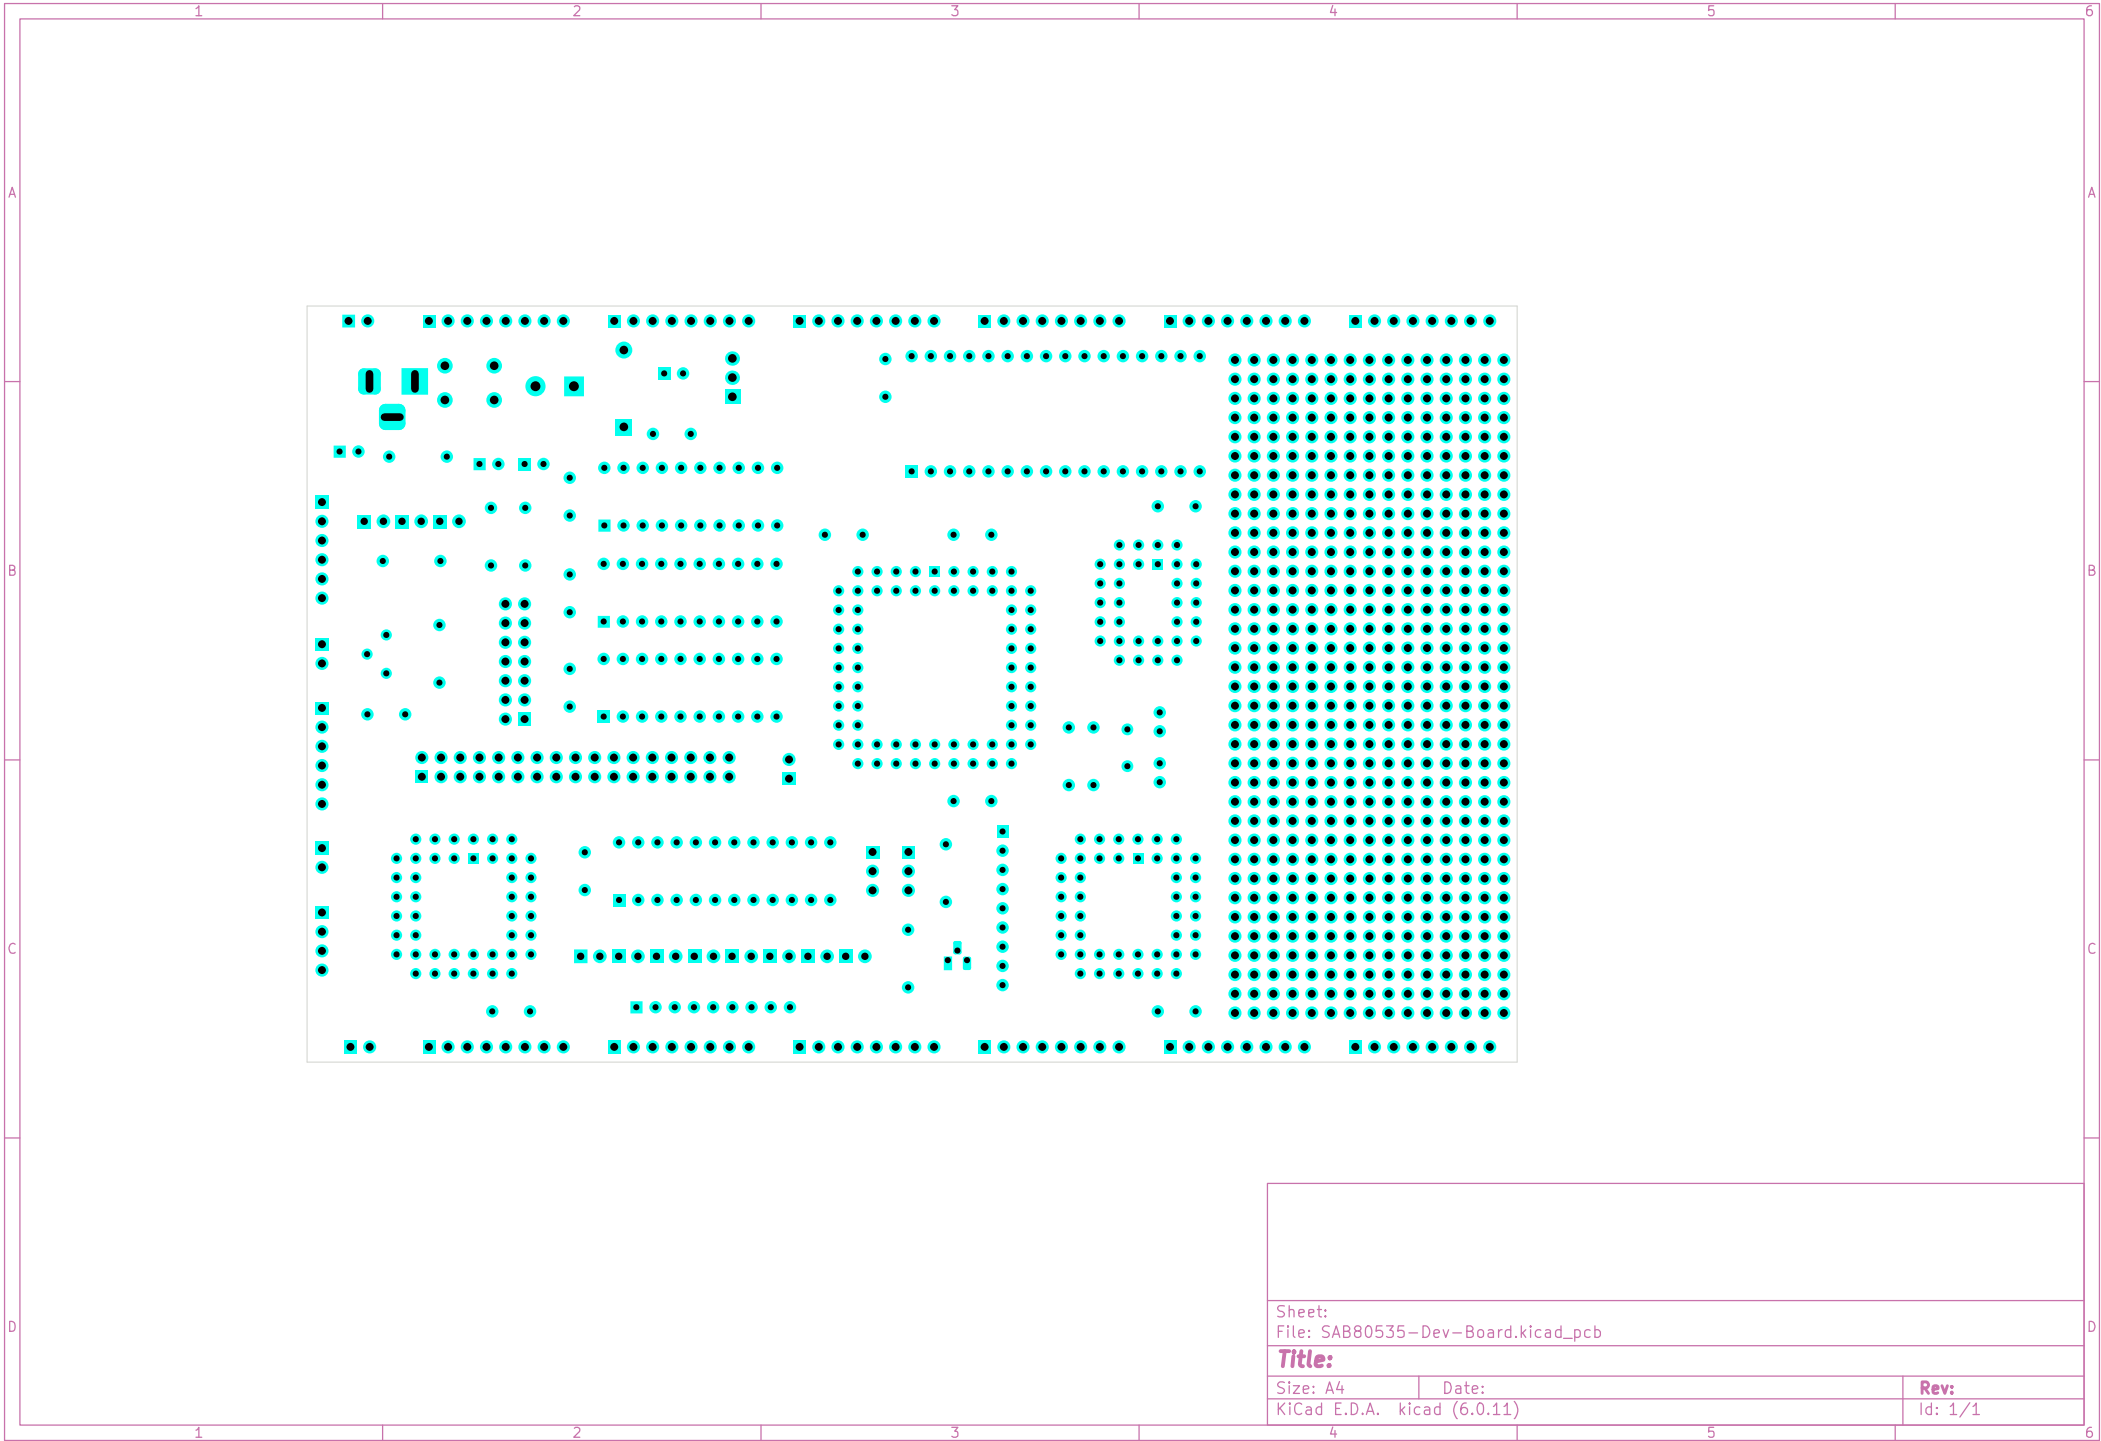 1 2 3 4 5 6
A A
B B
C C
Sheet:
File: SAB80535-Dev-Board.kicad_pcb
D D
Title:
Size: A4 Date: Rev:
KiCad E.D.A. kicad (6.0.11) Id: 1/1
1 2 3 4 5 6